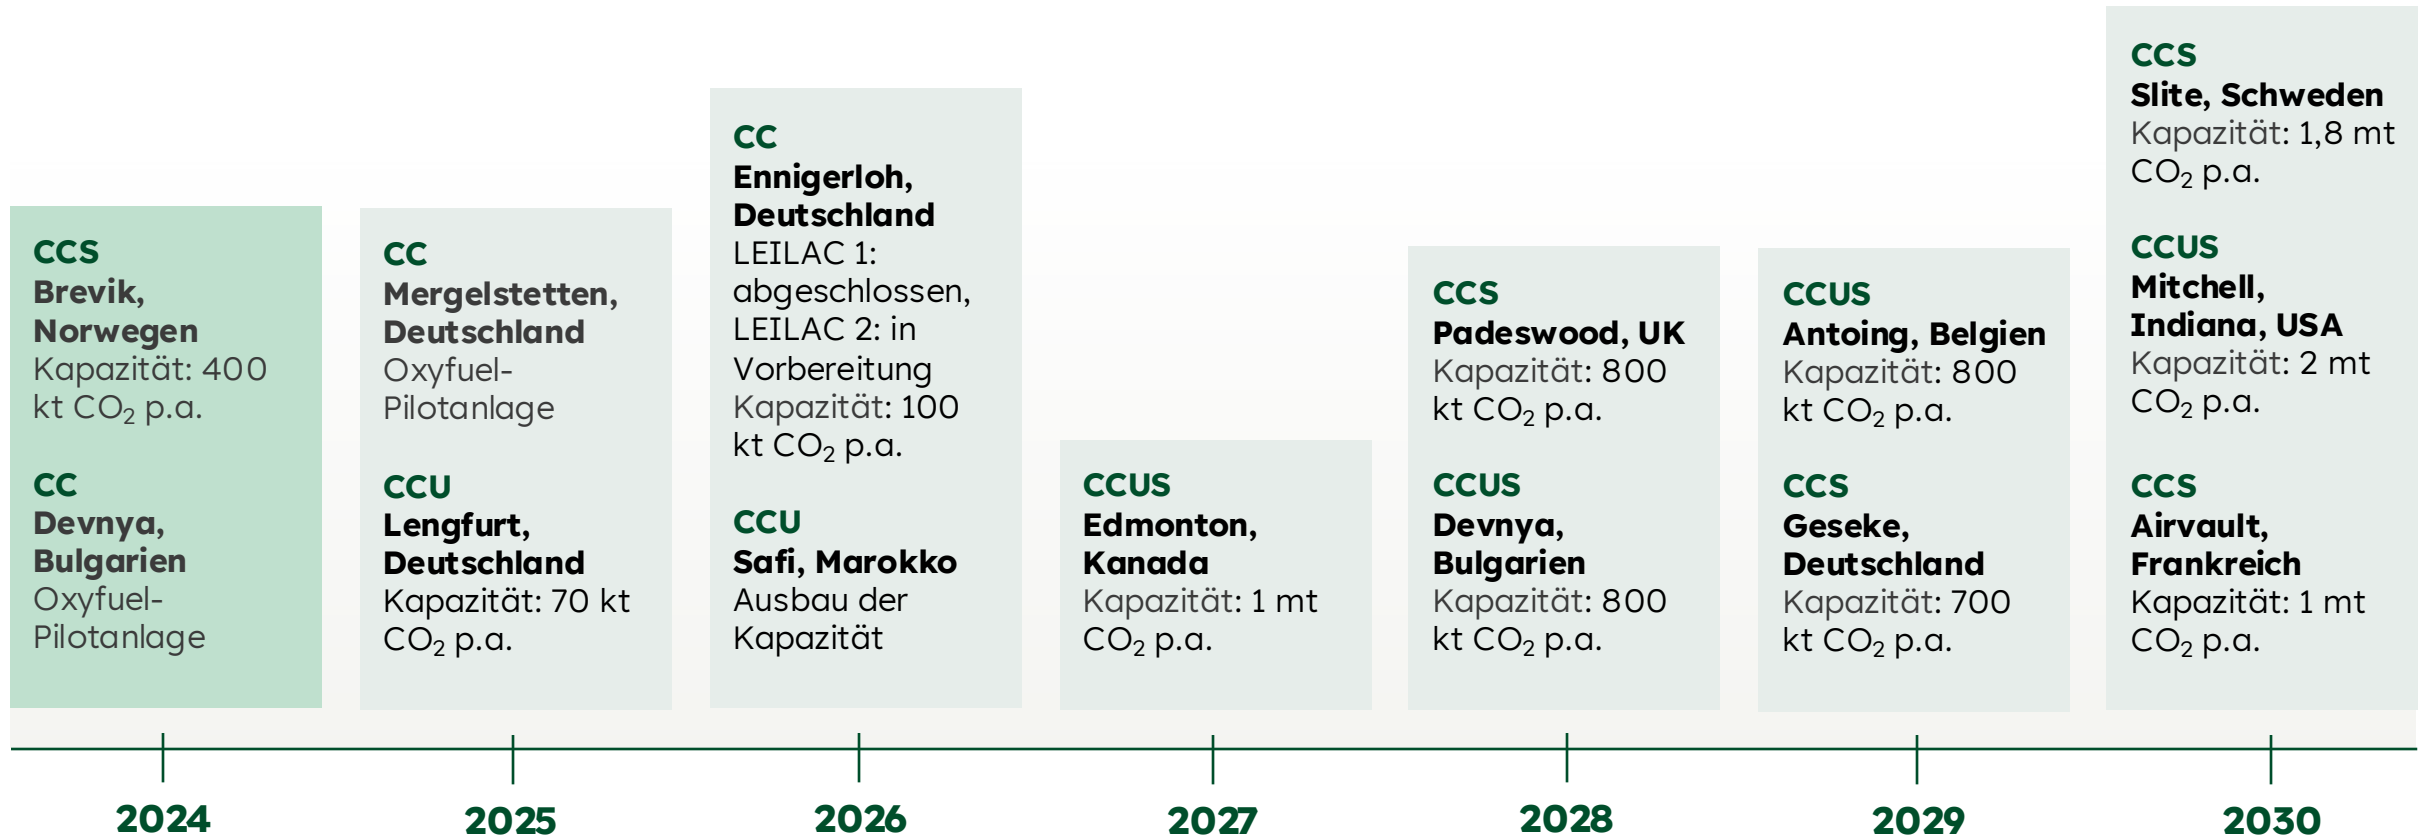 CCS
Brevik,
Norwegen
Kapazität: 400
kt CO₂ p.a.
CC
Devnya,
Bulgarien
Oxyfuel-
Pilotanlage
2024
CC
Mergelstetten,
Deutschland
Oxyfuel-
Pilotanlage
CCU
Lengfurt,
Deutschland
Kapazität: 70 kt
CO₂ p.a.
2025
CC
Ennigerloh,
Deutschland
LEILAC 1:
abgeschlossen,
LEILAC 2: in
Vorbereitung
Kapazität: 100
kt CO₂ p.a.
CCU
Safi, Marokko
Ausbau der
Kapazität
2026
CCUS
Edmonton,
Kanada
Kapazität: 1 mt
CO₂ p.a.
2027
CCS
Padeswood, UK
Kapazität: 800
kt CO₂ p.a.
CCUS
Devnya,
Bulgarien
Kapazität: 800
kt CO₂ p.a.
2028
CCUS
Antoing, Belgien
Kapazität: 800
kt CO₂ p.a.
CCS
Geseke,
Deutschland
Kapazität: 700
kt CO₂ p.a.
2029
CCS
Slite, Schweden
Kapazität: 1,8 mt
CO₂ p.a.
CCUS
Mitchell,
Indiana, USA
Kapazität: 2 mt
CO₂ p.a.
CCS
Airvault,
Frankreich
Kapazität: 1 mt
CO₂ p.a.
2030